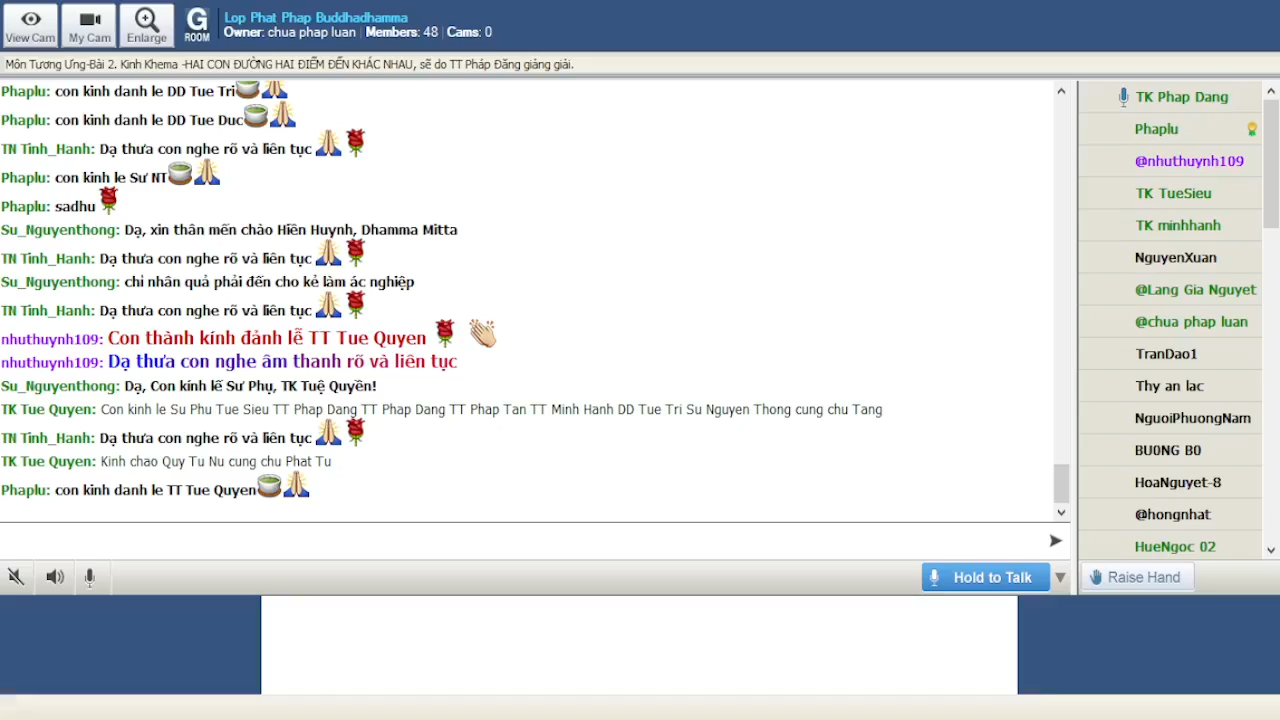 View Cam
My Cam
Enlarge
G
ROOM
Lop Phat Phap Buddhadhamma
Owner: chua phap luan | Members: 48 | Cams: 0
Môn Tương Ưng-Bài 2. Kinh Khema -HAI CON ĐƯỜNG HAI ĐIỂM ĐẾN KHÁC NHAU, sẽ do TT Pháp Đăng giảng giải.
Phaplu: con kinh danh le DD Tue Tri
Phaplu: con kinh danh le DD Tue Duc
TN Tinh_Hanh: Dạ thưa con nghe rõ và liên tục
Phaplu: con kinh le Sư NT
Phaplu: sadhu
Su_Nguyenthong: Dạ, xin thân mến chào Hiền Huynh, Dhamma Mitta
TN Tinh_Hanh: Dạ thưa con nghe rõ và liên tục
Su_Nguyenthong: chỉ nhân quả phải đến cho kẻ làm ác nghiệp
TN Tinh_Hanh: Dạ thưa con nghe rõ và liên tục
nhuthuynh109: Con thành kính đảnh lễ TT Tue Quyen
nhuthuynh109: Dạ thưa con nghe âm thanh rõ và liên tục
Su_Nguyenthong: Dạ, Con kính lễ Sư Phụ, TK Tuệ Quyền!
TK Tue Quyen: Con kinh le Su Phu Tue Sieu TT Phap Dang TT Phap Dang TT Phap Tan TT Minh Hanh DD Tue Tri Su Nguyen Thong cung chu Tang
TN Tinh_Hanh: Dạ thưa con nghe rõ và liên tục
TK Tue Quyen: Kinh chao Quy Tu Nu cung chu Phat Tu
Phaplu: con kinh danh le TT Tue Quyen
Hold to Talk
TK Phap Dang
Phaplu
@nhuthuynh109
TK TueSieu
TK minhhanh
NguyenXuan
@Lang Gia Nguyet
@chua phap luan
TranDao1
Thy an lac
NguoiPhuongNam
BU0NG B0
HoaNguyet-8
@hongnhat
HueNgoc 02
Raise Hand